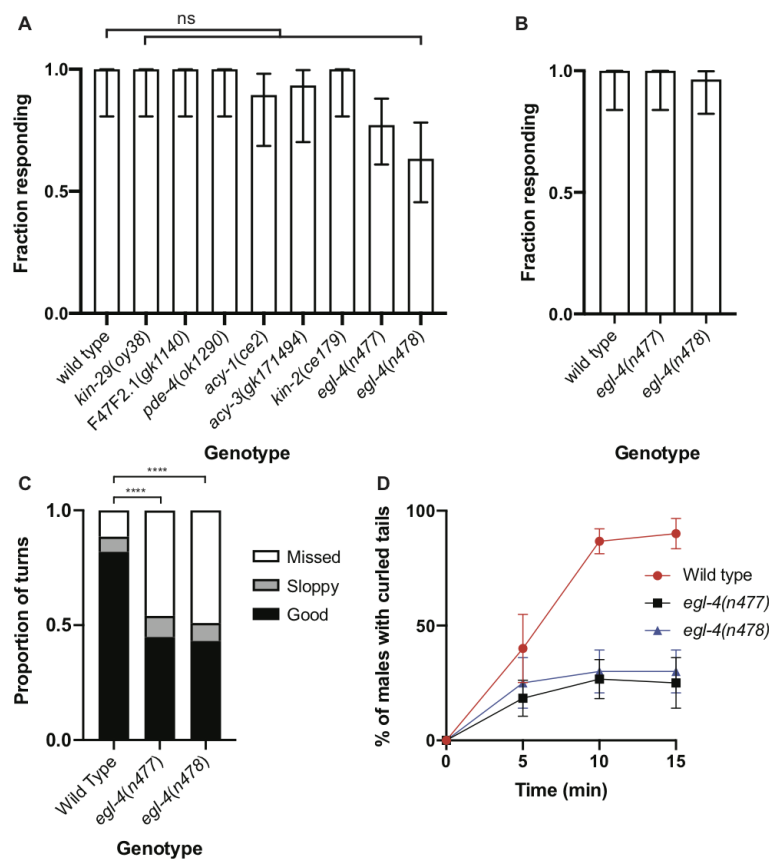 A
ns
1.0
0.5
0.0
Fraction responding
wild type
kin-29(oy38)
F47F2.1(gk1140)
pde-4(ok1290)
acy-1(ce2)
acy-3(gk171494)
kin-2(ce179)
egl-4(n477)
egl-4(n478)
Genotype
B
1.0
0.5
0.0
Fraction responding
wild type
egl-4(n477)
egl-4(n478)
Genotype
C
****
****
1.0
0.5
0.0
Proportion of turns
Missed
Sloppy
Good
Wild Type
egl-4(n477)
egl-4(n478)
Genotype
D
100
50
0
% of males with curled tails
Wild type
egl-4(n477)
egl-4(n478)
0
5
10
15
Time (min)